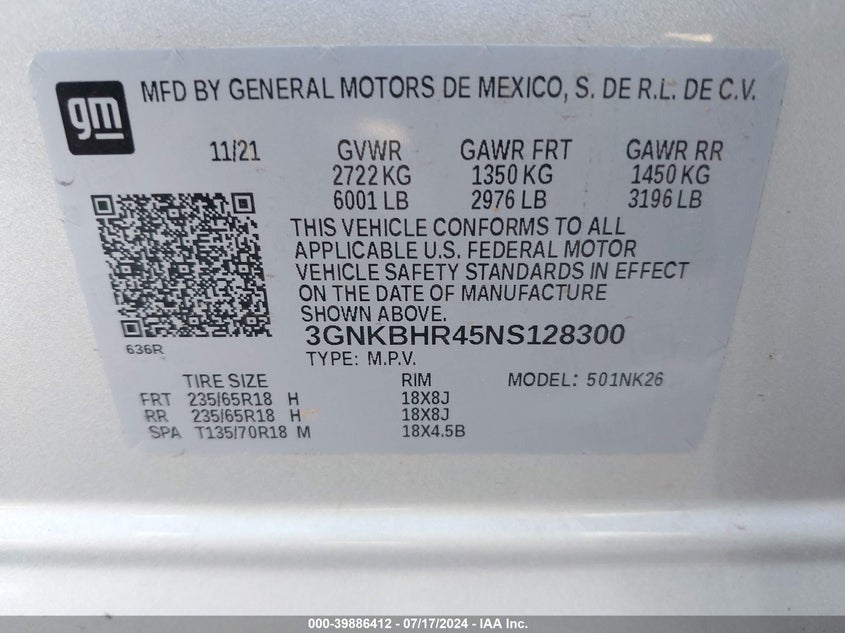 gm MFD BY GENERAL MOTORS DE MEXICO, S. DE R.L. DE C.V.
11/21 GVWR GAWR FRT GAWR RR
2722 KG 1350 KG 1450 KG
6001 LB 2976 LB 3196 LB
THIS VEHICLE CONFORMS TO ALL
APPLICABLE U.S. FEDERAL MOTOR
VEHICLE SAFETY STANDARDS IN EFFECT
ON THE DATE OF MANUFACTURE
SHOWN ABOVE.
3GNKBHR45NS128300
636R
TYPE: M.P.V.
TIRE SIZE RIM MODEL: 501NK26
FRT 235/65R18 H 18X8J
RR 235/65R18 H 18X8J
SPA T135/70R18 M 18X4.5B
000-39886412 - 07/17/2024 - IAA Inc.